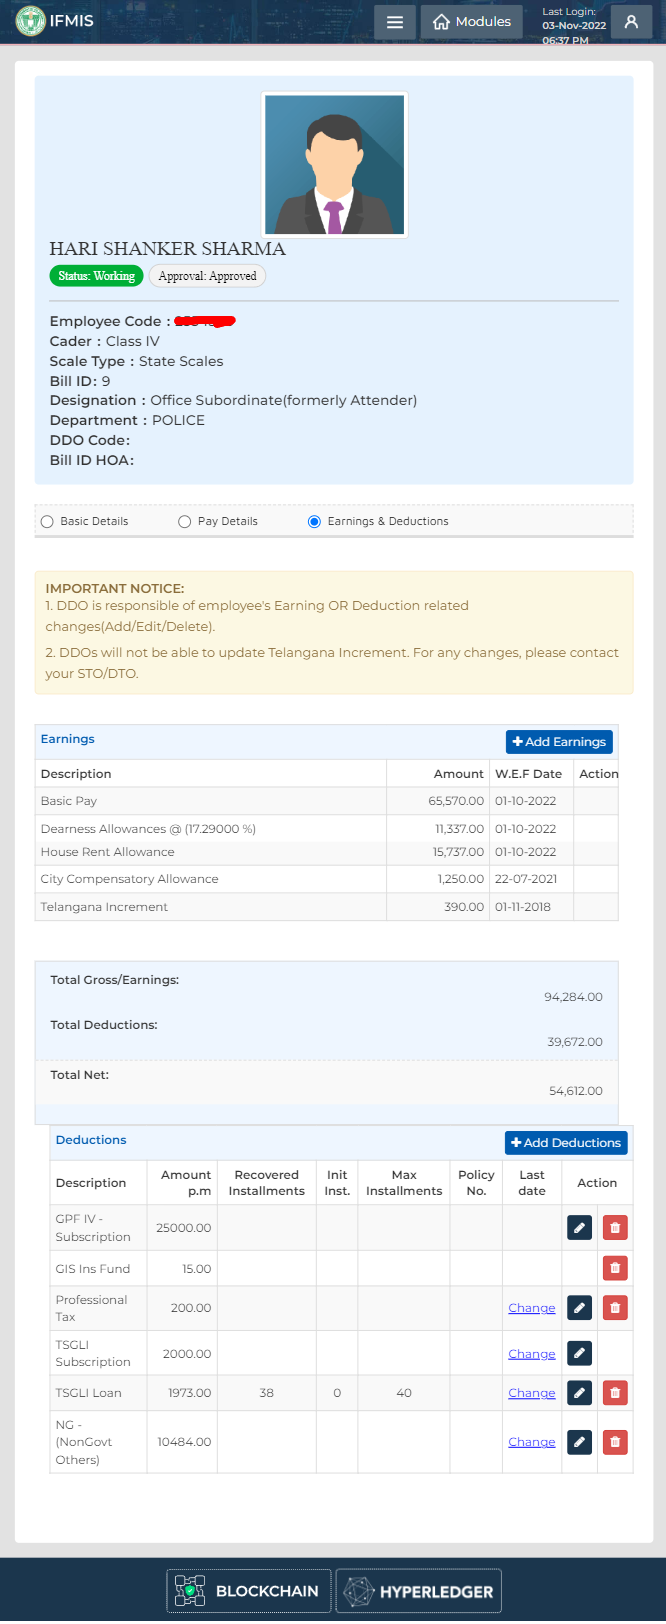 IFMIS
Modules
Last Login:
03-Nov-2022
06:37 PM
HARI SHANKER SHARMA
Status: Working Approval: Approved
Employee Code :
Cader : Class IV
Scale Type : State Scales
Bill ID: 9
Designation : Office Subordinate(formerly Attender)
Department : POLICE
DDO Code:
Bill ID HOA:
Basic Details Pay Details Earnings & Deductions
IMPORTANT NOTICE:
1. DDO is responsible of employee's Earning OR Deduction related
changes(Add/Edit/Delete).
2. DDOs will not be able to update Telangana Increment. For any changes, please contact
your STO/DTO.
Earnings + Add Earnings
Description Amount W.E.F Date Action
Basic Pay 65,570.00 01-10-2022
Dearness Allowances @ (17.29000 %) 11,337.00 01-10-2022
House Rent Allowance 15,737.00 01-10-2022
City Compensatory Allowance 1,250.00 22-07-2021
Telangana Increment 390.00 01-11-2018
Total Gross/Earnings:
94,284.00
Total Deductions:
39,672.00
Total Net:
54,612.00
Deductions + Add Deductions
Description Amount p.m Recovered Installments Init Inst. Max Installments Policy No. Last date Action
GPF IV -
Subscription 25000.00
GIS Ins Fund 15.00
Professional
Tax 200.00 Change
TSGLI
Subscription 2000.00 Change
TSGLI Loan 1973.00 38 0 40 Change
NG -
(NonGovt
Others) 10484.00 Change
BLOCKCHAIN HYPERLEDGER